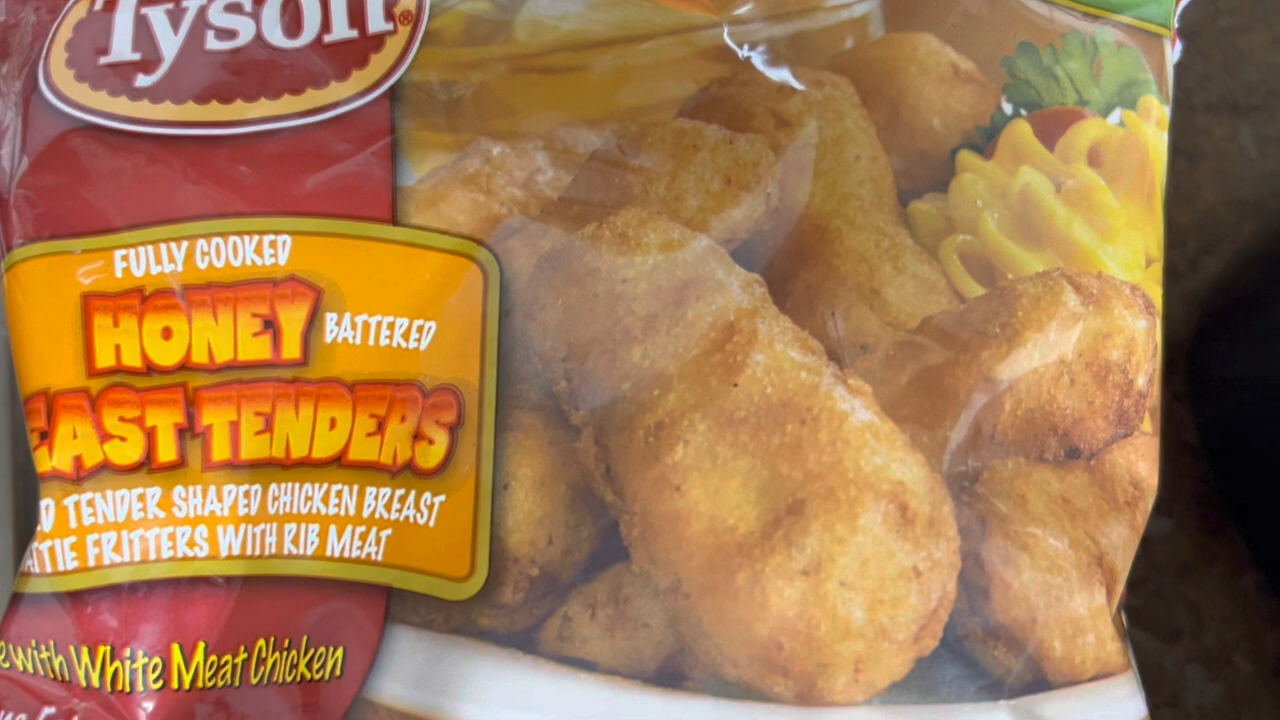 Tyson®
FULLY COOKED
HONEY BATTERED
EAST TENDERS
D TENDER SHAPED CHICKEN BREAST
ATTIE FRITTERS WITH RIB MEAT
e with White Meat Chicken